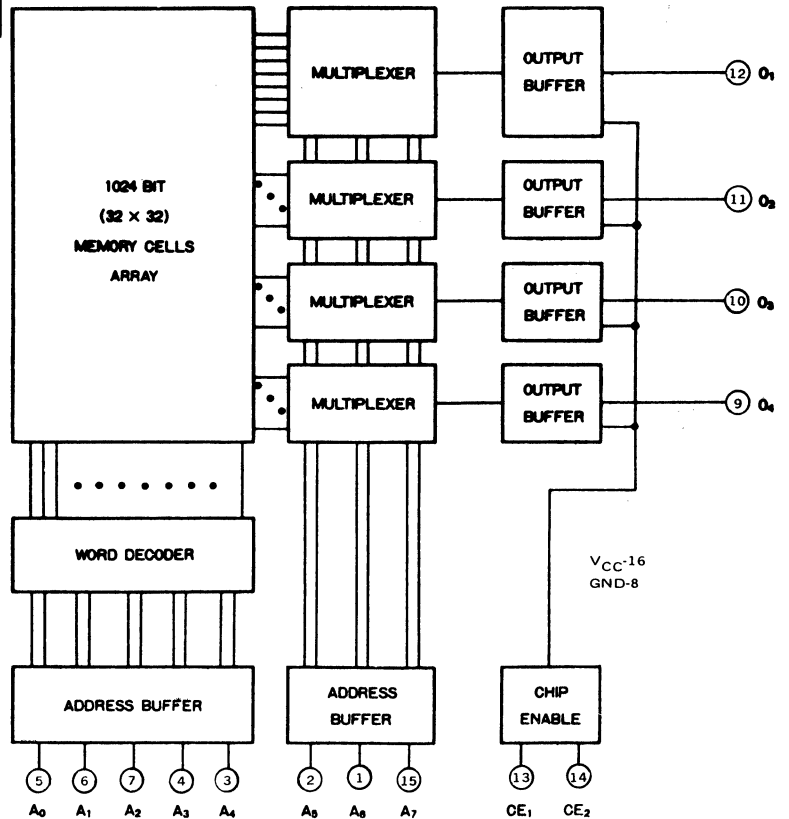 1024 BIT
(32 × 32)
MEMORY CELLS
ARRAY
MULTIPLEXER
OUTPUT
BUFFER
12 O₁
MULTIPLEXER
OUTPUT
BUFFER
11 O₂
MULTIPLEXER
OUTPUT
BUFFER
10 O₃
MULTIPLEXER
OUTPUT
BUFFER
9 O₄
WORD DECODER
VCC-16
GND-8
ADDRESS BUFFER
ADDRESS
BUFFER
CHIP
ENABLE
5 6 7 4 3 2 1 15 13 14
A₀ A₁ A₂ A₃ A₄ A₅ A₆ A₇ CE₁ CE₂